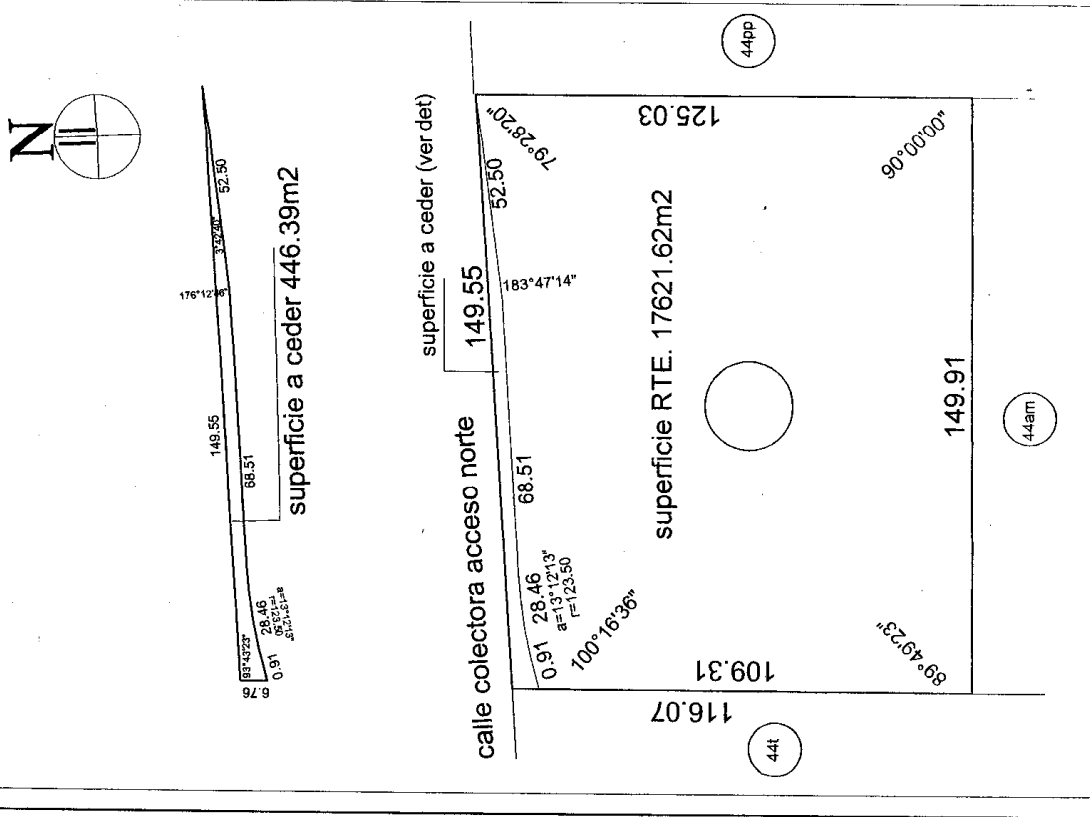 N
44pp
52.50
3°42'40"
176°12'46"
149.55
68.51
superficie a ceder 446.39m2
93°43'23"
28.46
r=123.50
a=13°12'13"
0.91
6.76
superficie a ceder (ver det)
calle colectora acceso norte
149.55
52.50
79°28'20"
125.03
183°47'14"
90°00'00"
68.51
superficie RTE. 17621.62m2
0.91
28.46
a=13°12'13"
r=123.50
100°16'36"
109.31
116.07
89°49'23"
149.91
44am
44t